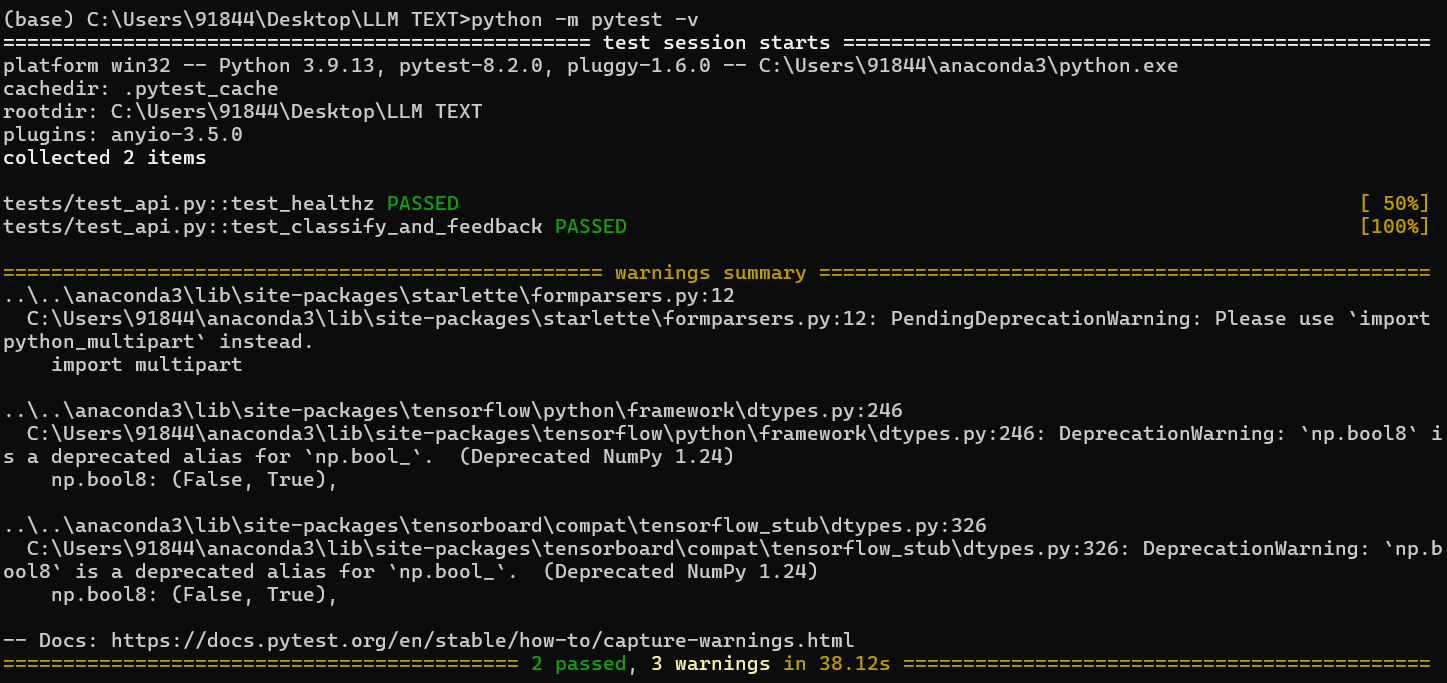 (base) C:\Users\91844\Desktop\LLM TEXT>python -m pytest -v
================================================= test session starts =================================================
platform win32 -- Python 3.9.13, pytest-8.2.0, pluggy-1.6.0 -- C:\Users\91844\anaconda3\python.exe
cachedir: .pytest_cache
rootdir: C:\Users\91844\Desktop\LLM TEXT
plugins: anyio-3.5.0
collected 2 items
tests/test_api.py::test_healthz PASSED [ 50%]
tests/test_api.py::test_classify_and_feedback PASSED [100%]
================================================== warnings summary ===================================================
..\..\anaconda3\lib\site-packages\starlette\formparsers.py:12
  C:\Users\91844\anaconda3\lib\site-packages\starlette\formparsers.py:12: PendingDeprecationWarning: Please use `import
python_multipart` instead.
    import multipart
..\..\anaconda3\lib\site-packages\tensorflow\python\framework\dtypes.py:246
  C:\Users\91844\anaconda3\lib\site-packages\tensorflow\python\framework\dtypes.py:246: DeprecationWarning: `np.bool8` i
s a deprecated alias for `np.bool_`.  (Deprecated NumPy 1.24)
    np.bool8: (False, True),
..\..\anaconda3\lib\site-packages\tensorboard\compat\tensorflow_stub\dtypes.py:326
  C:\Users\91844\anaconda3\lib\site-packages\tensorboard\compat\tensorflow_stub\dtypes.py:326: DeprecationWarning: `np.b
ool8` is a deprecated alias for `np.bool_`.  (Deprecated NumPy 1.24)
    np.bool8: (False, True),
-- Docs: https://docs.pytest.org/en/stable/how-to/capture-warnings.html
=========================================== 2 passed, 3 warnings in 38.12s ============================================